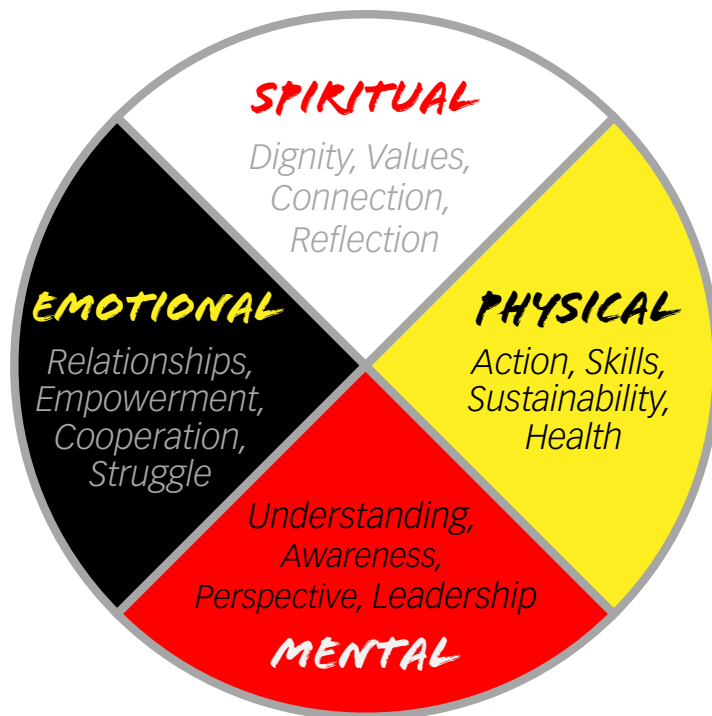 SPIRITUAL
Dignity, Values,
Connection,
Reflection
EMOTIONAL
Relationships,
Empowerment,
Cooperation,
Struggle
PHYSICAL
Action, Skills,
Sustainability,
Health
Understanding,
Awareness,
Perspective, Leadership
MENTAL